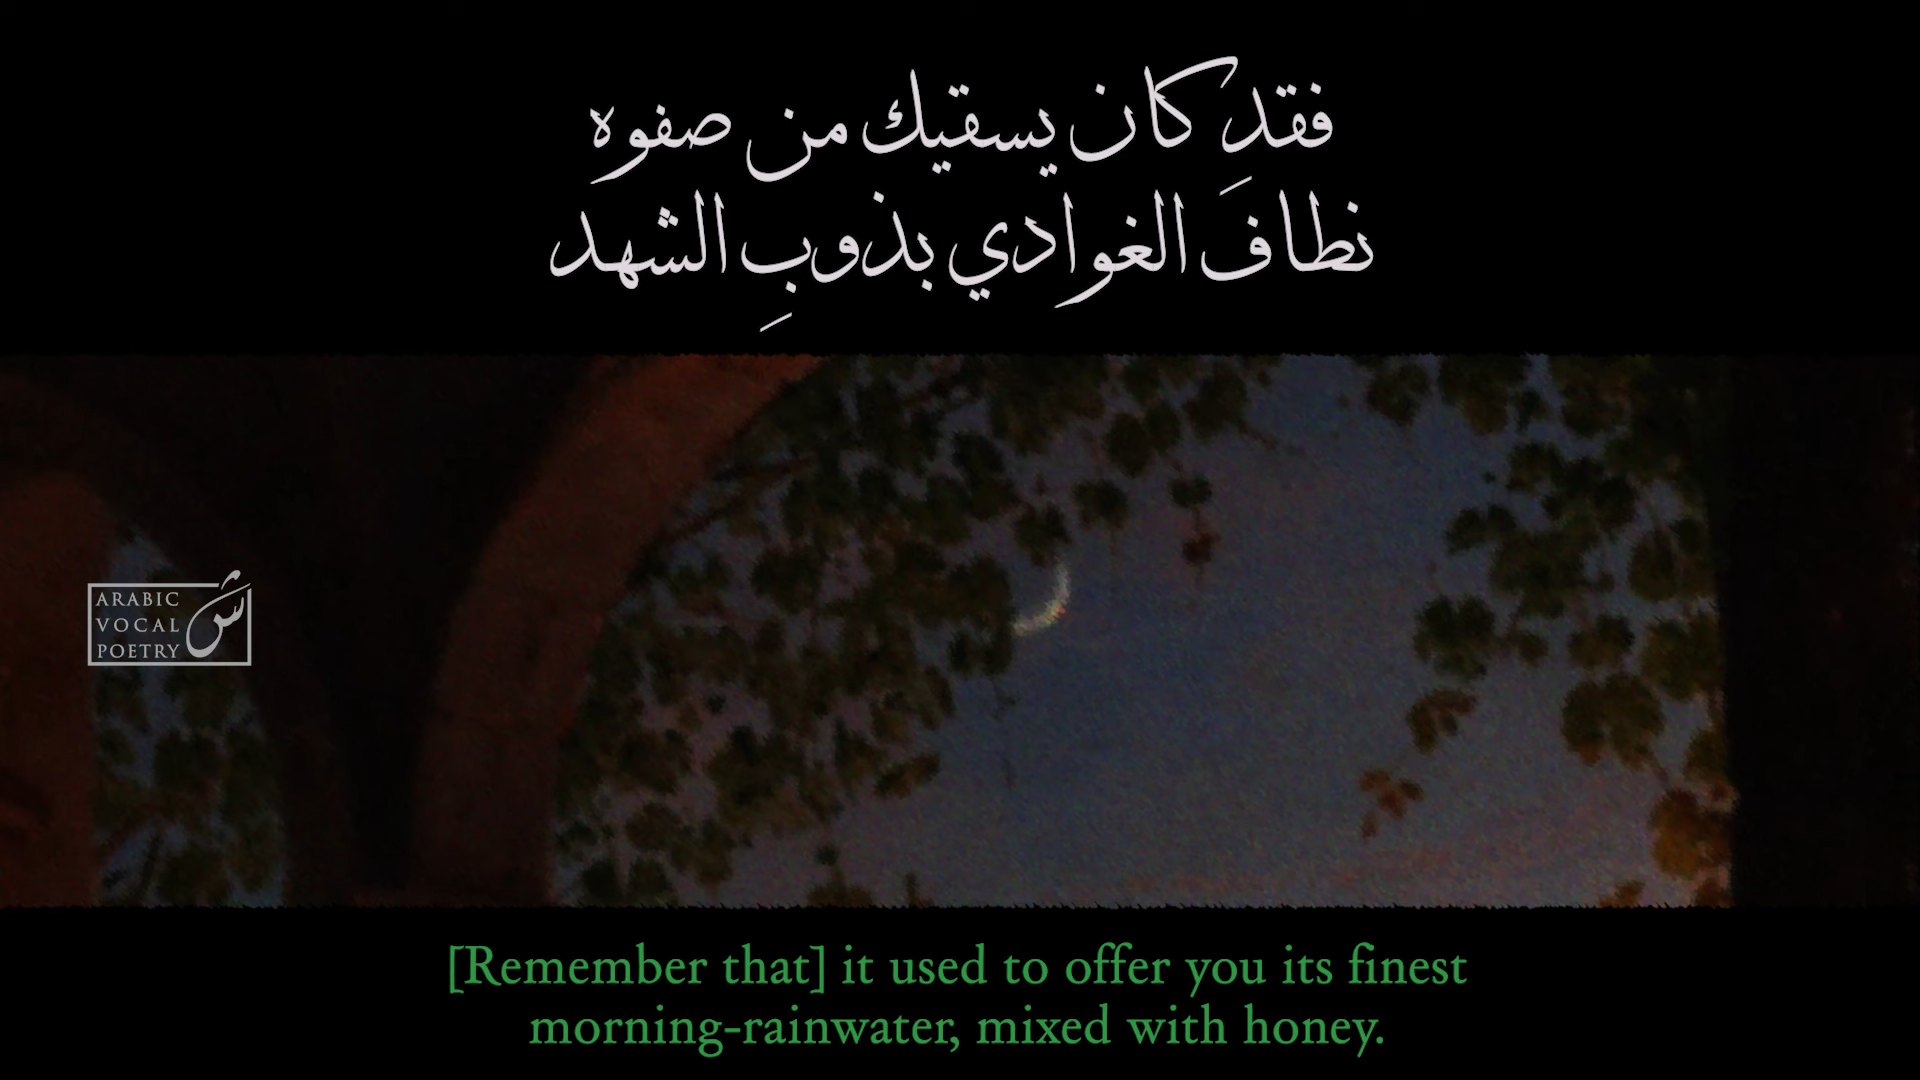 فقد كان يسقيك من صفوه
نطافَ الغوادي بذوبِ الشهد
ARABIC
VOCAL
POETRY
ش
[Remember that] it used to offer you its finest
morning-rainwater, mixed with honey.